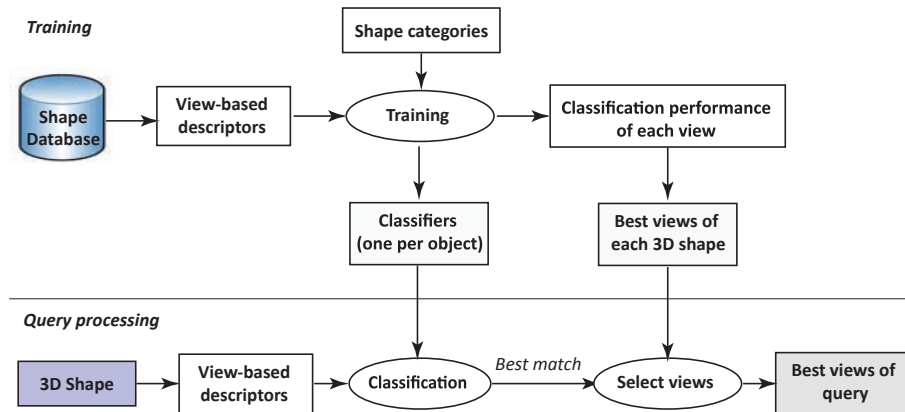 Training
Shape categories
Shape
Database
View-based
descriptors
Training
Classification performance
of each view
Classifiers
(one per object)
Best views of
each 3D shape
Query processing
3D Shape
View-based
descriptors
Classification
Best match
Select views
Best views of
query